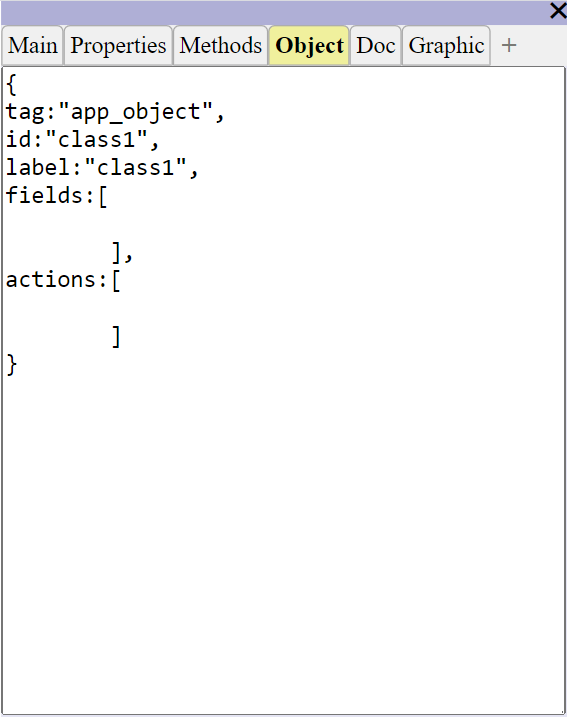 Main Properties Methods Object Doc Graphic +
{
tag:"app_object",
id:"class1",
label:"class1",
fields:[
],
actions:[
]
}